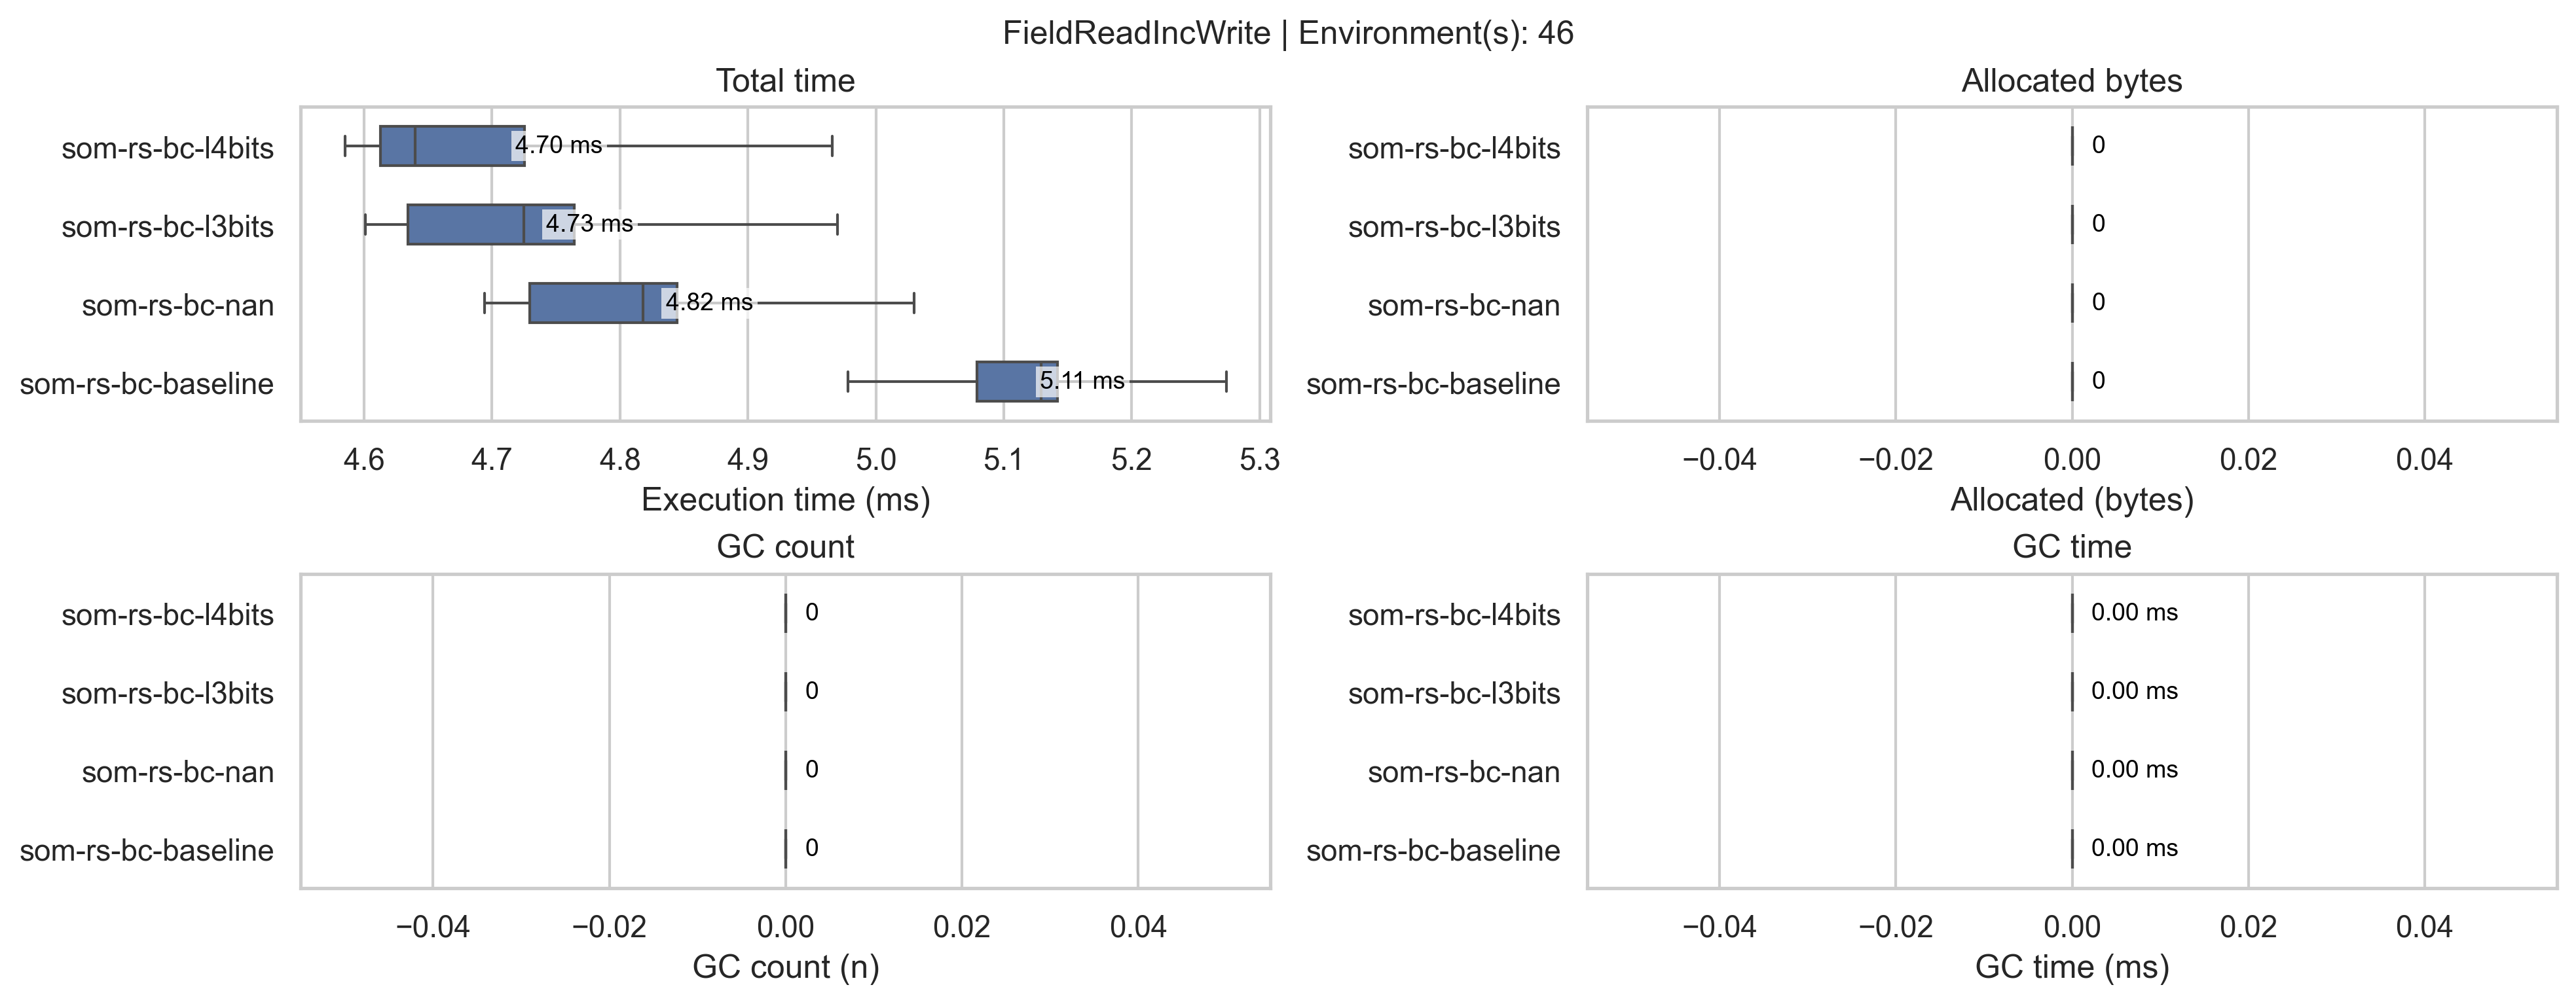 FieldReadIncWrite | Environment(s): 46
Total time
som-rs-bc-l4bits
som-rs-bc-l3bits
som-rs-bc-nan
som-rs-bc-baseline
4.70 ms
4.73 ms
4.82 ms
5.11 ms
4.6 4.7 4.8 4.9 5.0 5.1 5.2 5.3
Execution time (ms)
Allocated bytes
som-rs-bc-l4bits
som-rs-bc-l3bits
som-rs-bc-nan
som-rs-bc-baseline
0
0
0
0
−0.04 −0.02 0.00 0.02 0.04
Allocated (bytes)
GC count
som-rs-bc-l4bits
som-rs-bc-l3bits
som-rs-bc-nan
som-rs-bc-baseline
0
0
0
0
−0.04 −0.02 0.00 0.02 0.04
GC count (n)
GC time
som-rs-bc-l4bits
som-rs-bc-l3bits
som-rs-bc-nan
som-rs-bc-baseline
0.00 ms
0.00 ms
0.00 ms
0.00 ms
−0.04 −0.02 0.00 0.02 0.04
GC time (ms)